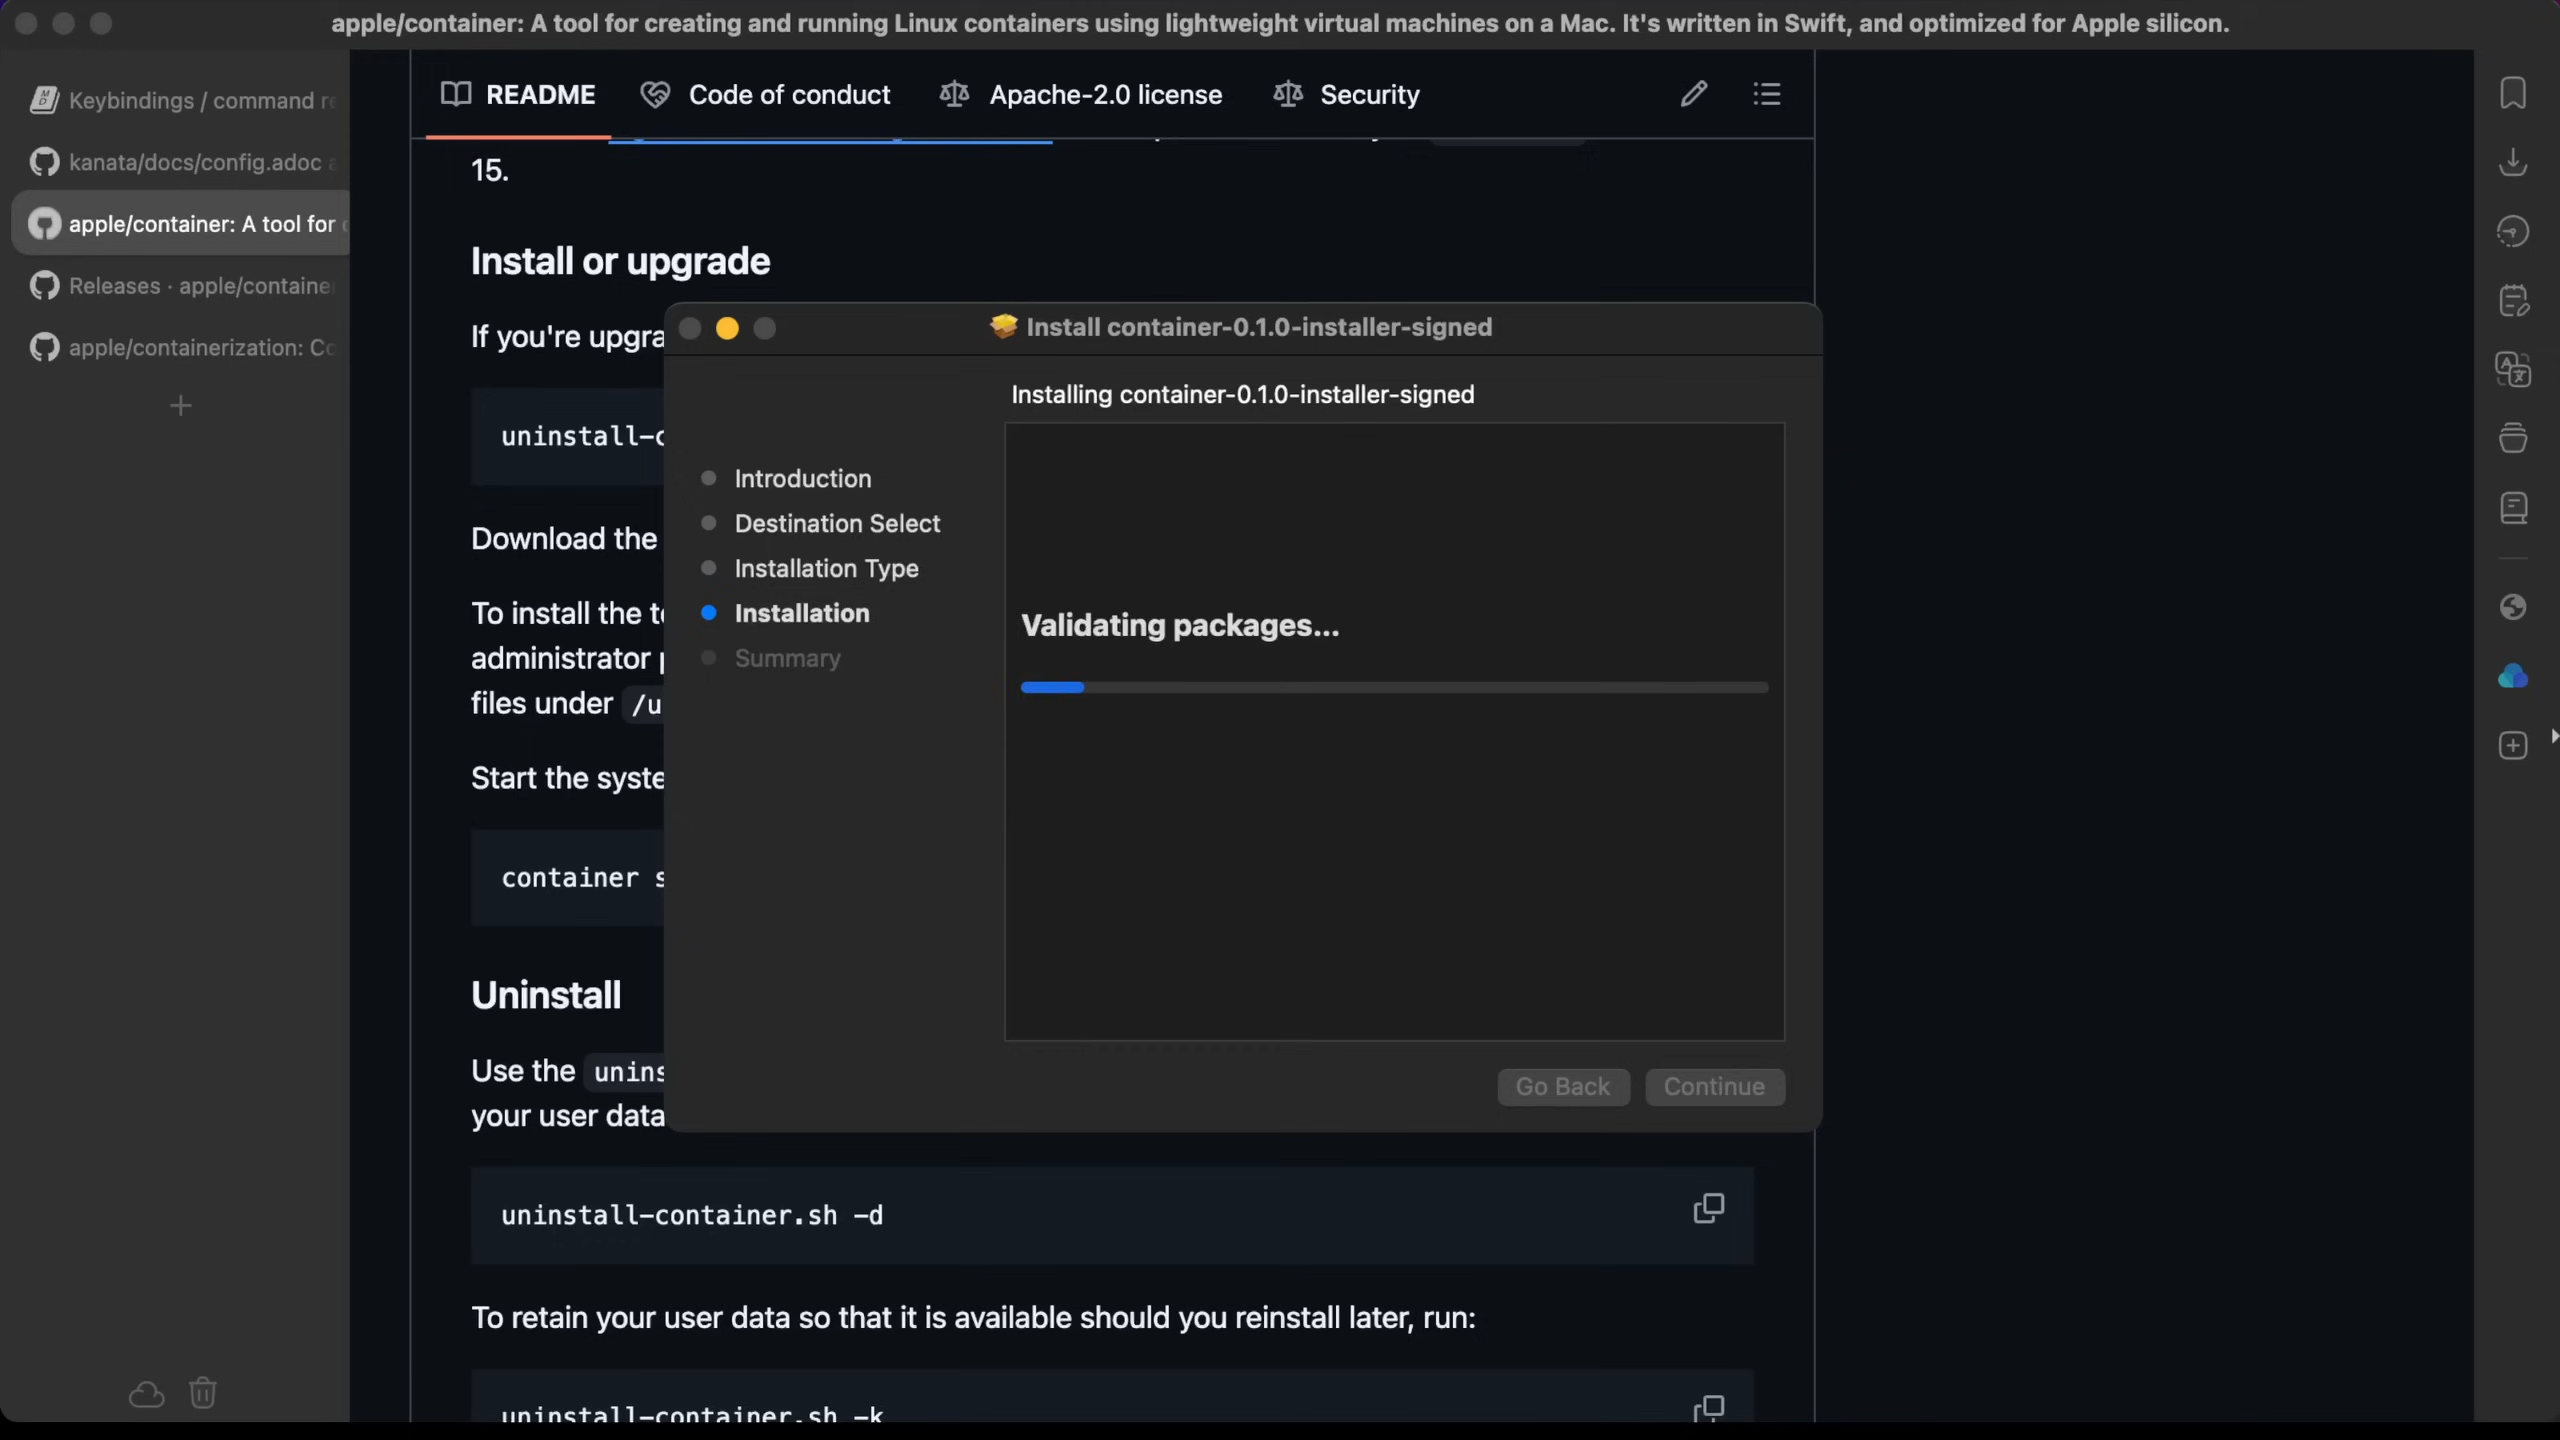 apple/container: A tool for creating and running Linux containers using lightweight virtual machines on a Mac. It's written in Swift, and optimized for Apple silicon.
Keybindings / command
kanata/docs/config.adoc
apple/container: A tool for
Releases · apple/container
apple/containerization:
README
Code of conduct
Apache-2.0 license
Security
15.
Install or upgrade
If you're
uninstall-
Download the
To install the
administrator
files under
Start the
container
Uninstall
Use the
your user data
uninstall-container.sh -d
To retain your user data so that it is available should you reinstall later, run:
uninstall-container.sh -k
Install container-0.1.0-installer-signed
Installing container-0.1.0-installer-signed
Introduction
Destination Select
Installation Type
Installation
Summary
Validating packages...
Go Back
Continue